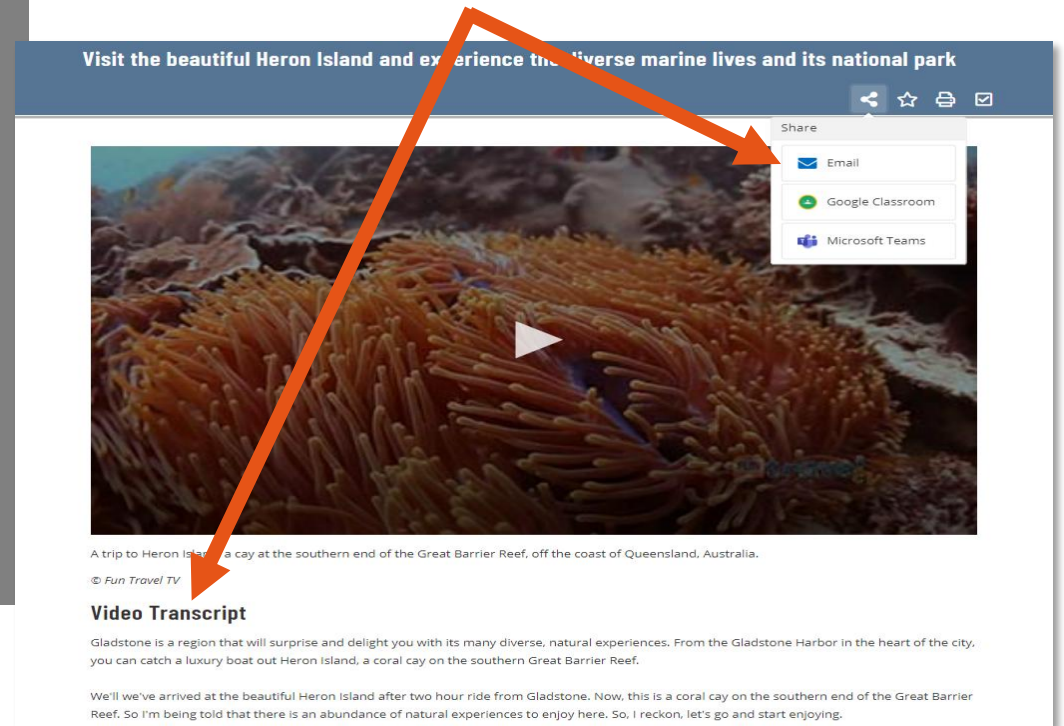 Visit the beautiful Heron Island and experience the diverse marine lives and its national park
Share
Email
Google Classroom
Microsoft Teams
A trip to Heron Island, a cay at the southern end of the Great Barrier Reef, off the coast of Queensland, Australia.
© Fun Travel TV
Video Transcript
Gladstone is a region that will surprise and delight you with its many diverse, natural experiences. From the Gladstone Harbor in the heart of the city,
you can catch a luxury boat out Heron Island, a coral cay on the southern Great Barrier Reef.
We'll we've arrived at the beautiful Heron Island after two hour ride from Gladstone. Now, this is a coral cay on the southern end of the Great Barrier
Reef. So I'm being told that there is an abundance of natural experiences to enjoy here. So, I reckon, let's go and start enjoying.